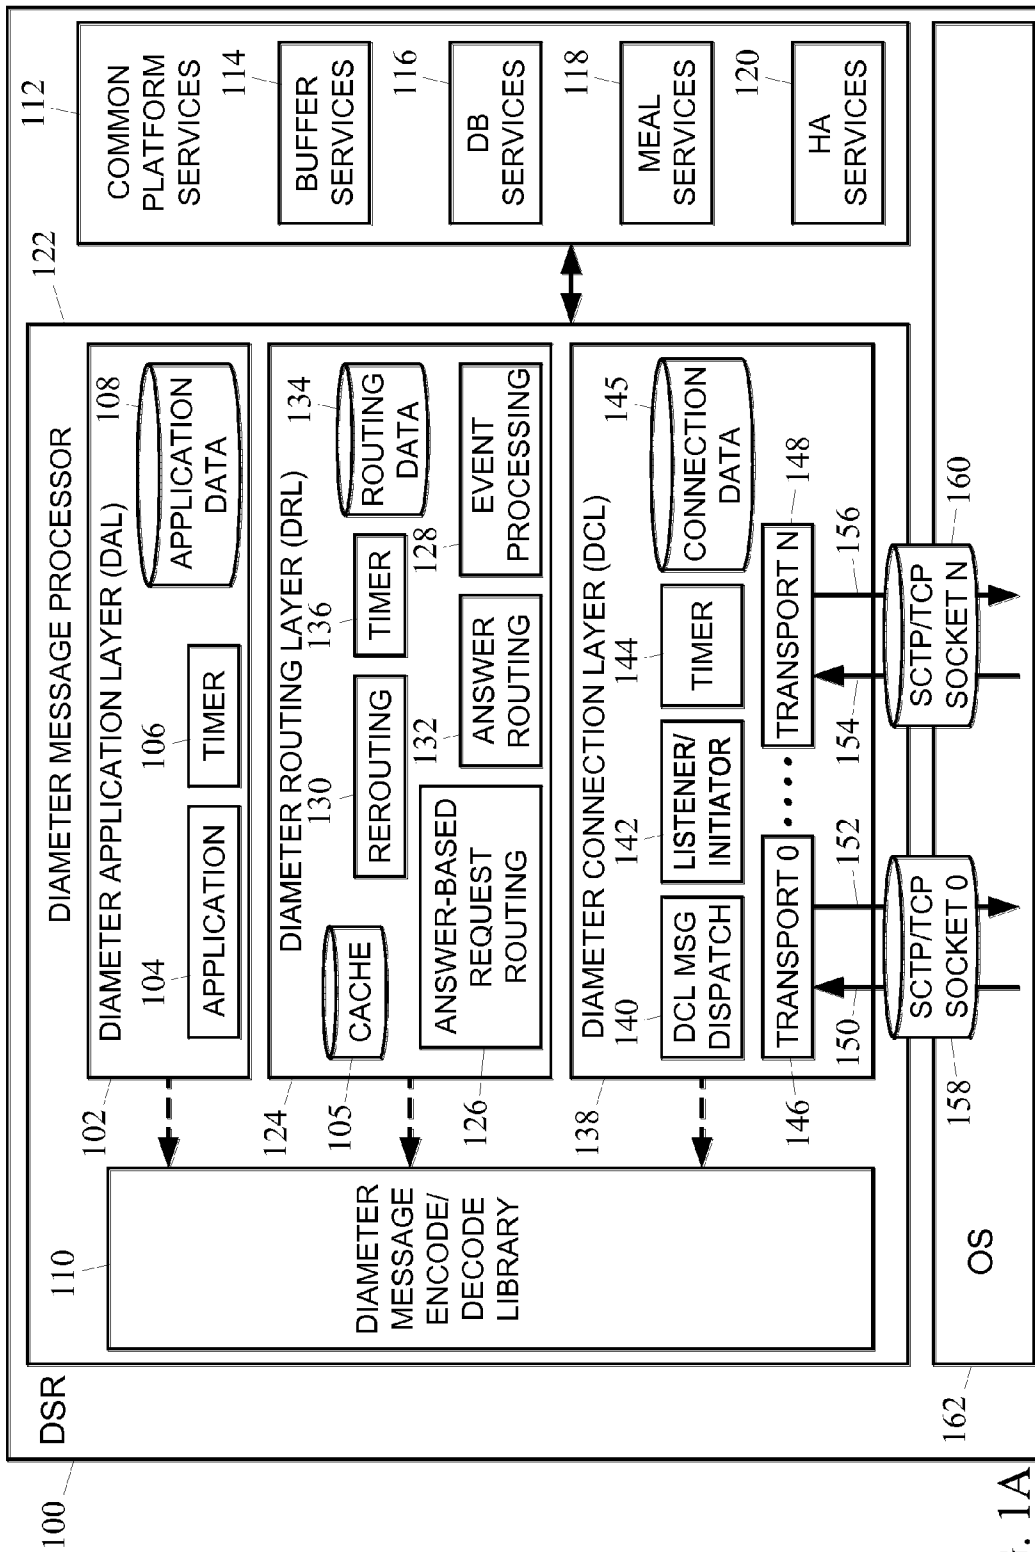 100
DSR
DIAMETER MESSAGE PROCESSOR
122
110
DIAMETER
MESSAGE
ENCODE/
DECODE
LIBRARY
102
DIAMETER APPLICATION LAYER (DAL)
104
APPLICATION
106
TIMER
108
APPLICATION
DATA
124
DIAMETER ROUTING LAYER (DRL)
105
CACHE
130
REROUTING
136
TIMER
134
ROUTING
DATA
126
ANSWER-BASED
REQUEST
ROUTING
132
ANSWER
ROUTING
128
EVENT
PROCESSING
138
DIAMETER CONNECTION LAYER (DCL)
140
DCL MSG
DISPATCH
142
LISTENER/
INITIATOR
144
TIMER
145
CONNECTION
DATA
146
TRANSPORT 0
.....
TRANSPORT N
148
150
152
154
156
158
SCTP/TCP
SOCKET 0
SCTP/TCP
SOCKET N
160
112
COMMON
PLATFORM
SERVICES
114
BUFFER
SERVICES
116
DB
SERVICES
118
MEAL
SERVICES
120
HA
SERVICES
162
OS
1A